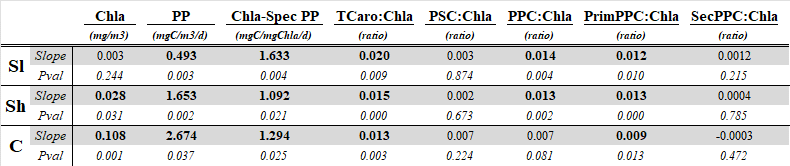 Chla PP Chla-Spec PP TCaro:Chla PSC:Chla PPC:Chla PrimPPC:Chla SecPPC:Chla
(mg/m3) (mgC/m3/d) (mgC/mgChla/d) (ratio) (ratio) (ratio) (ratio) (ratio)
Sl Slope 0.003 0.493 1.633 0.020 0.003 0.014 0.012 0.0012
Pval 0.244 0.003 0.004 0.009 0.874 0.004 0.010 0.215
Sh Slope 0.028 1.653 1.092 0.015 0.002 0.013 0.013 0.0004
Pval 0.031 0.002 0.021 0.000 0.673 0.002 0.000 0.785
C Slope 0.108 2.674 1.294 0.013 0.007 0.007 0.009 -0.0003
Pval 0.001 0.037 0.025 0.003 0.224 0.081 0.013 0.472